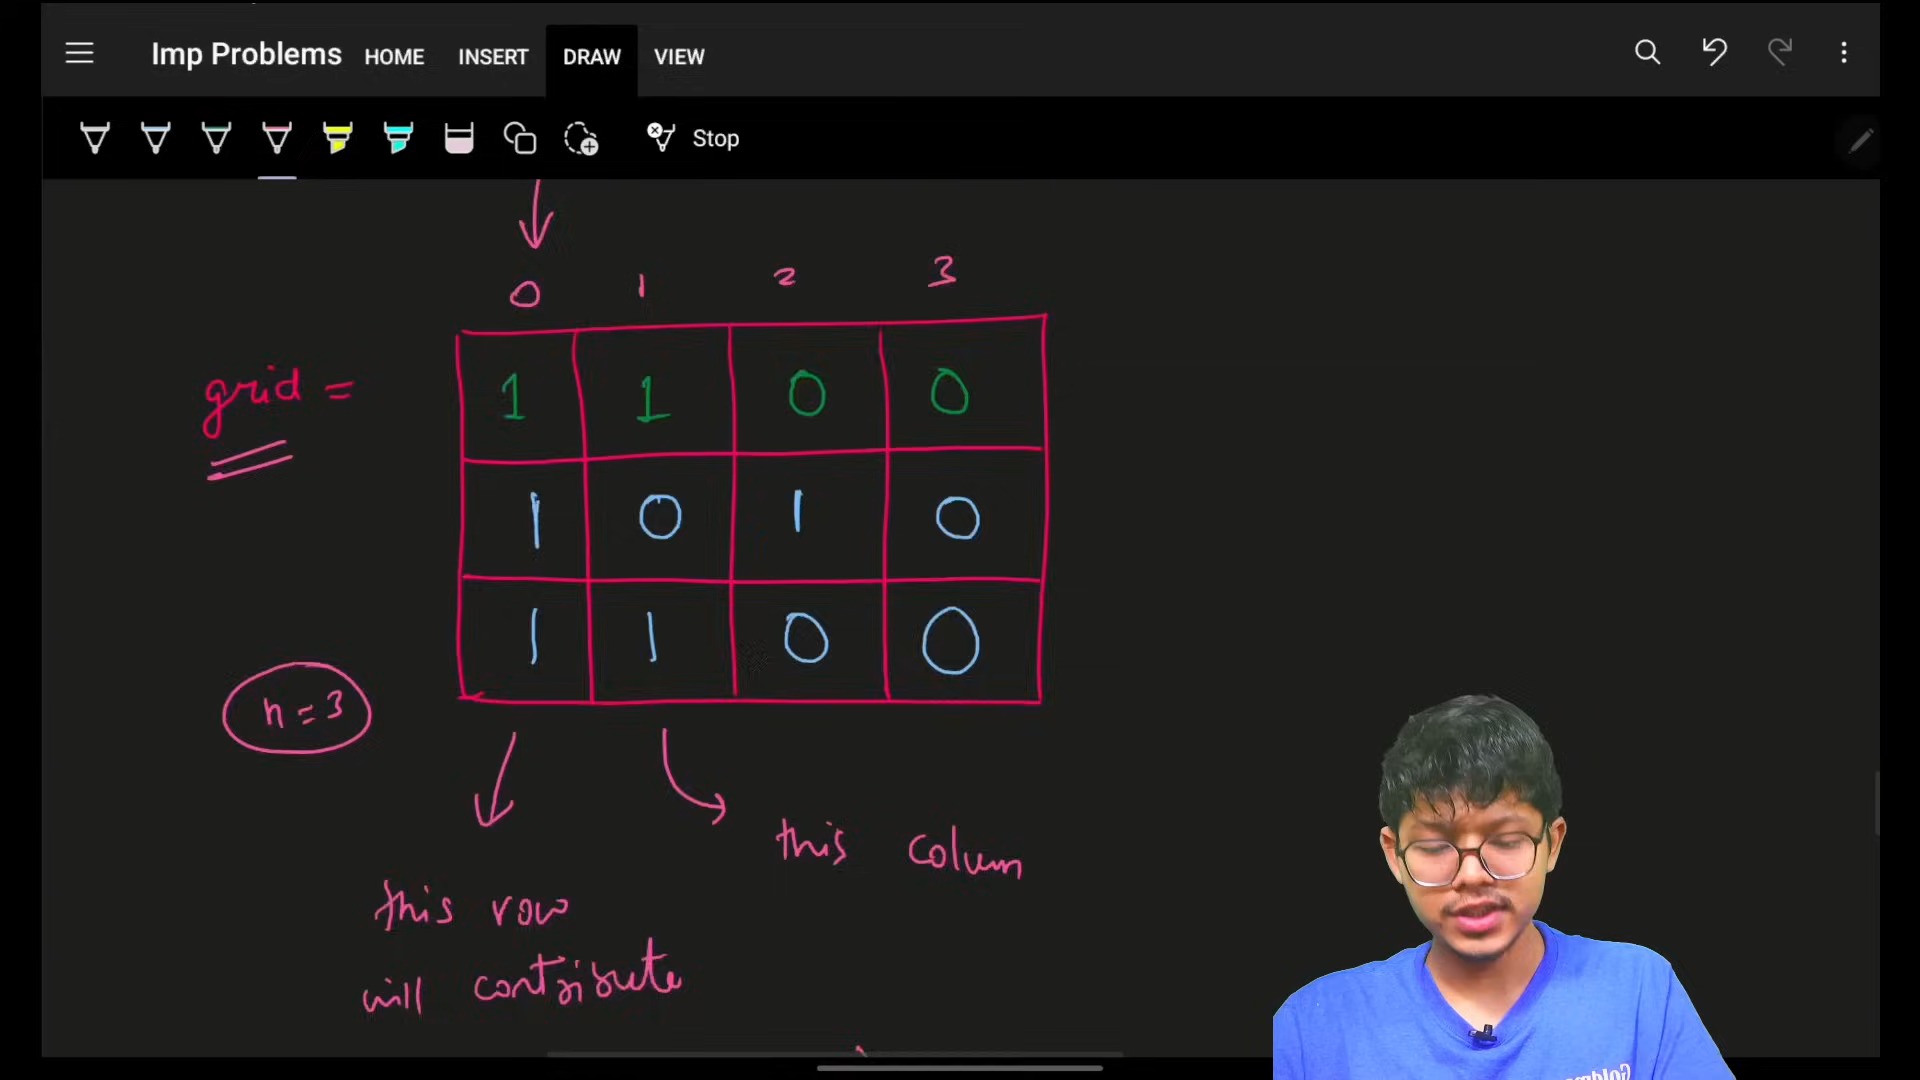 Imp Problems HOME INSERT DRAW VIEW
Stop
0 1 2 3
grid =
1 1 0 0
1 0 1 0
1 1 0 0
n = 3
this colum
this row
will contribute